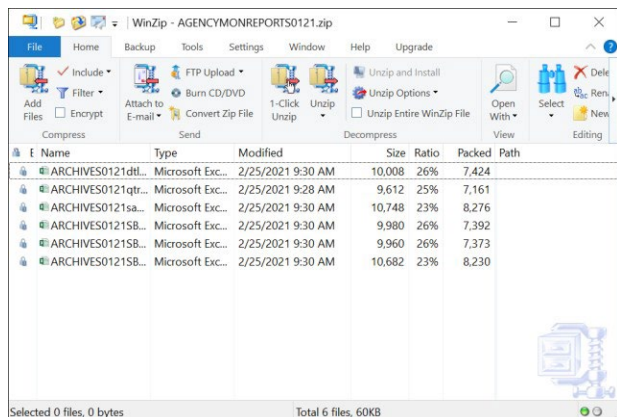 WinZip - AGENCYMONREPORTS0121.zip
File Home Backup Tools Settings Window Help Upgrade
Add Files
Include
Filter
Encrypt
Compress
Attach to E-mail
FTP Upload
Burn CD/DVD
Convert Zip File
Send
1-Click Unzip
Unzip
Unzip and Install
Unzip Options
Unzip Entire WinZip File
Decompress
Open With
View
Select
Dele
Ren
New
Editing
E Name Type Modified Size Ratio Packed Path
ARCHIVES0121dtl... Microsoft Exc... 2/25/2021 9:30 AM 10,008 26% 7,424
ARCHIVES0121qtr... Microsoft Exc... 2/25/2021 9:28 AM 9,612 25% 7,161
ARCHIVES0121sa... Microsoft Exc... 2/25/2021 9:30 AM 10,748 23% 8,276
ARCHIVES0121SB... Microsoft Exc... 2/25/2021 9:30 AM 9,980 26% 7,392
ARCHIVES0121SB... Microsoft Exc... 2/25/2021 9:30 AM 9,960 26% 7,373
ARCHIVES0121SB... Microsoft Exc... 2/25/2021 9:30 AM 10,682 23% 8,230
Selected 0 files, 0 bytes Total 6 files, 60KB